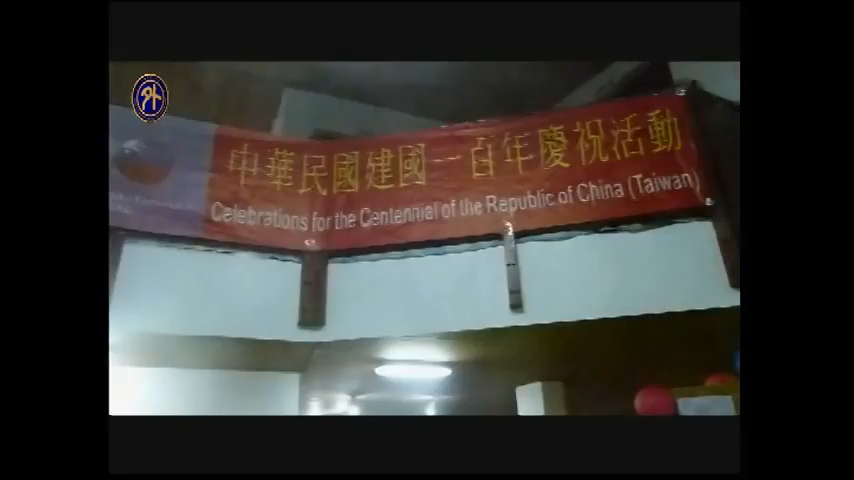 外
中華民國建國一百年慶祝活動
Celebrations for the Centennial of the Republic of China (Taiwan)